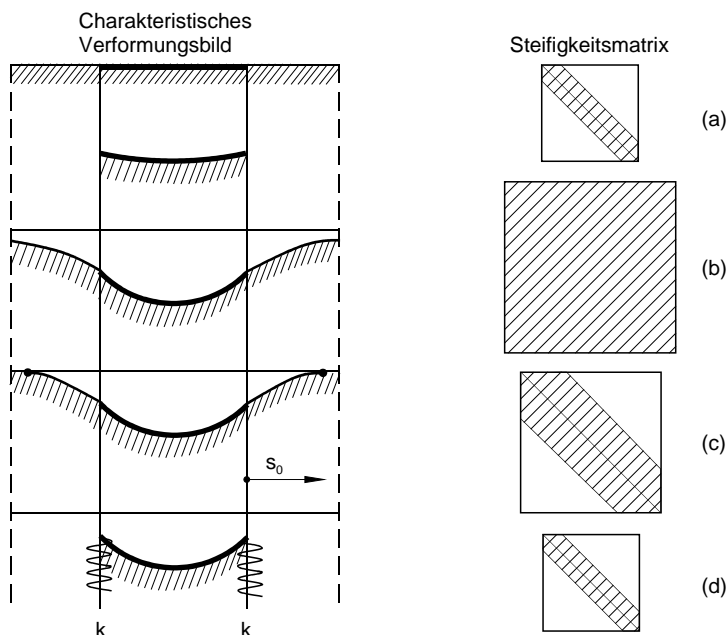 Charakteristisches
Verformungsbild
Steifigkeitsmatrix
(a)
(b)
(c)
s₀
(d)
k k